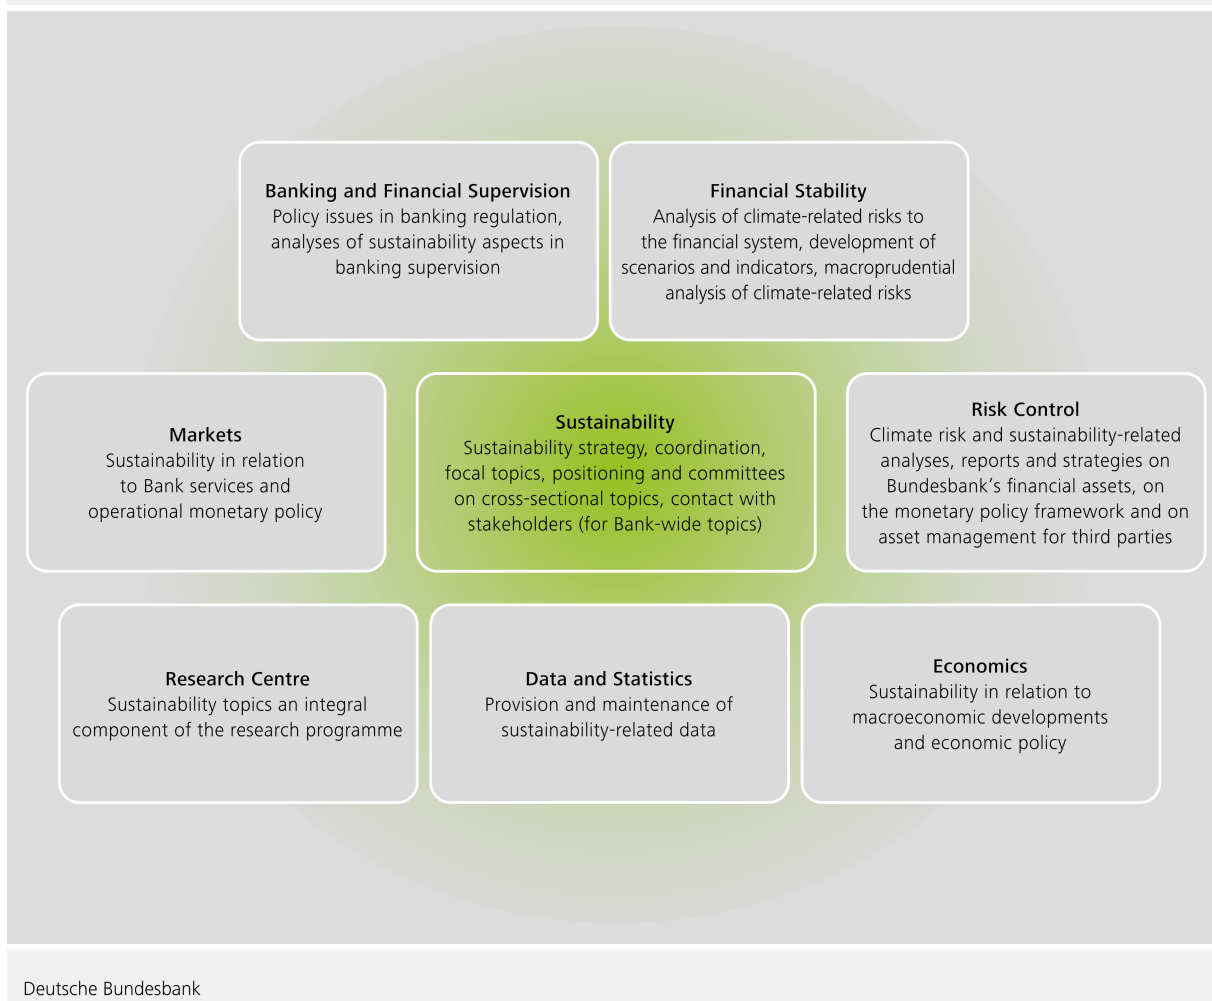 Banking and Financial Supervision
Policy issues in banking regulation,
analyses of sustainability aspects in
banking supervision
Financial Stability
Analysis of climate-related risks to
the financial system, development of
scenarios and indicators, macroprudential
analysis of climate-related risks
Markets
Sustainability in relation
to Bank services and
operational monetary policy
Sustainability
Sustainability strategy, coordination,
focal topics, positioning and committees
on cross-sectional topics, contact with
stakeholders (for Bank-wide topics)
Risk Control
Climate risk and sustainability-related
analyses, reports and strategies on
Bundesbank’s financial assets, on
the monetary policy framework and on
asset management for third parties
Research Centre
Sustainability topics an integral
component of the research programme
Data and Statistics
Provision and maintenance of
sustainability-related data
Economics
Sustainability in relation to
macroeconomic developments
and economic policy
Deutsche Bundesbank